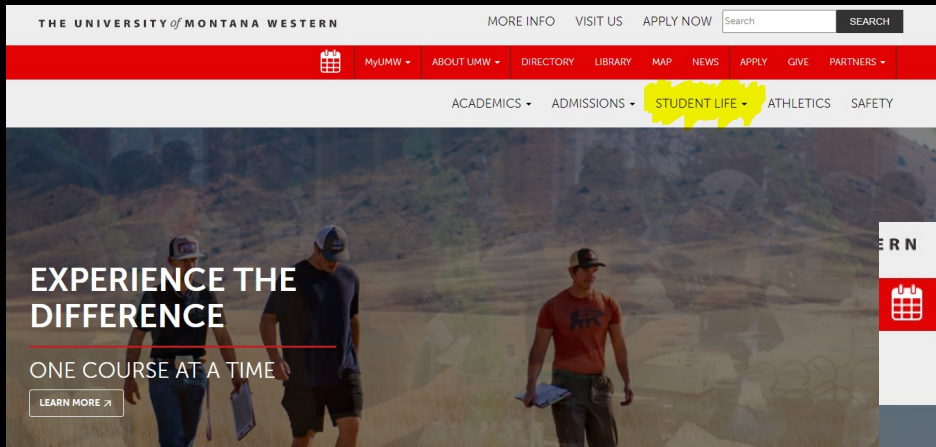 THE UNIVERSITY of MONTANA WESTERN
MORE INFO VISIT US APPLY NOW Search SEARCH
MyUMW ABOUT UMW DIRECTORY LIBRARY MAP NEWS APPLY GIVE PARTNERS
ACADEMICS ADMISSIONS STUDENT LIFE ATHLETICS SAFETY
ERN
EXPERIENCE THE
DIFFERENCE
ONE COURSE AT A TIME
LEARN MORE